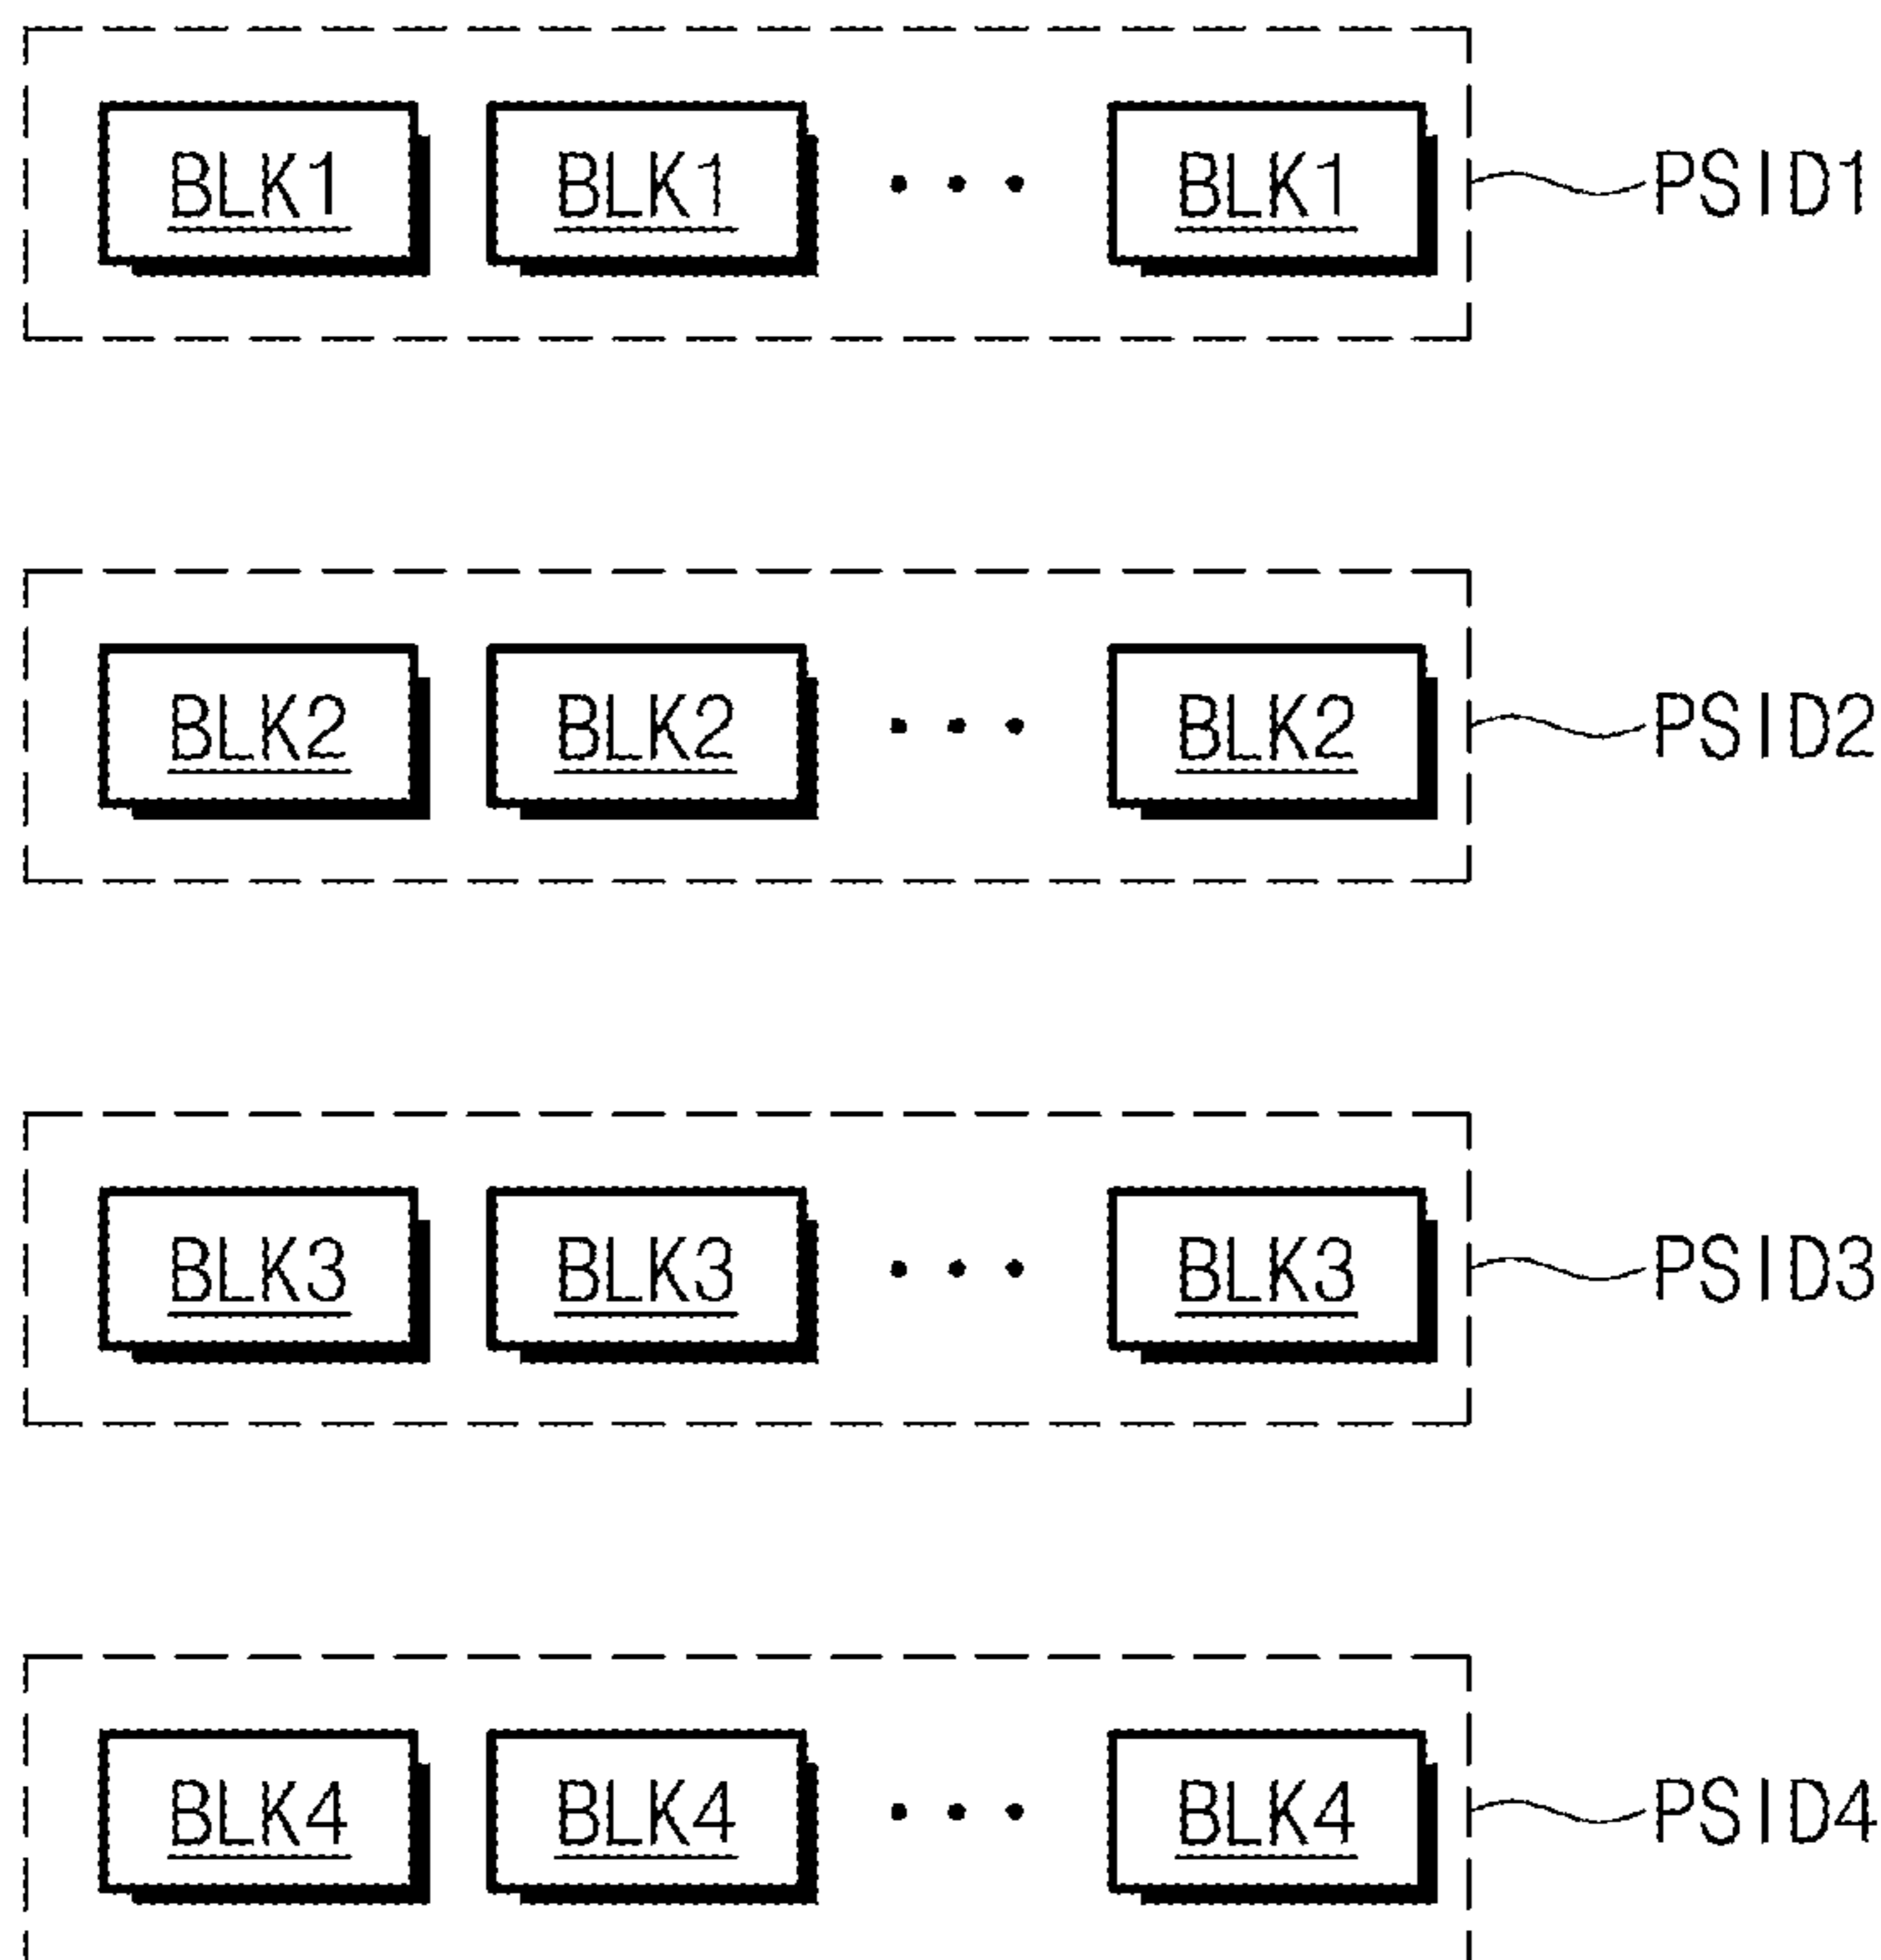 BLK1 BLK1 ... BLK1 PSID1
BLK2 BLK2 ... BLK2 PSID2
BLK3 BLK3 ... BLK3 PSID3
BLK4 BLK4 ... BLK4 PSID4